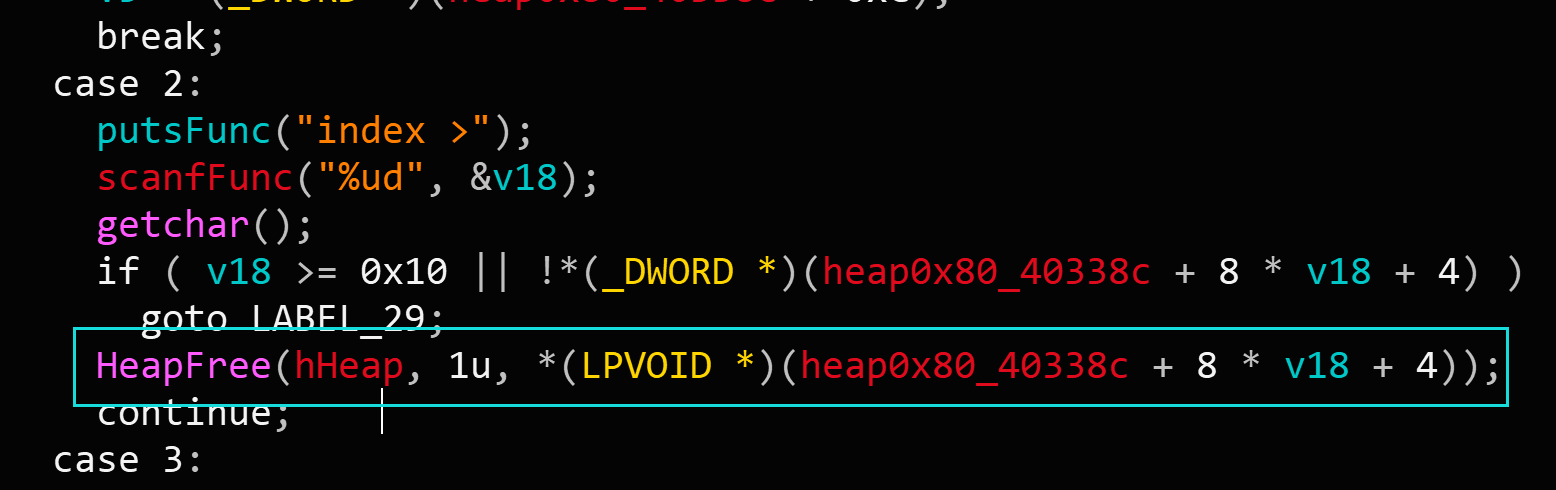 break;
case 2:
putsFunc("index >");
scanfFunc("%ud", &v18);
getchar();
if ( v18 >= 0x10 || !*(_DWORD *)(heap0x80_40338c + 8 * v18 + 4) )
goto LABEL_29;
HeapFree(hHeap, 1u, *(LPVOID *)(heap0x80_40338c + 8 * v18 + 4));
continue;
case 3: